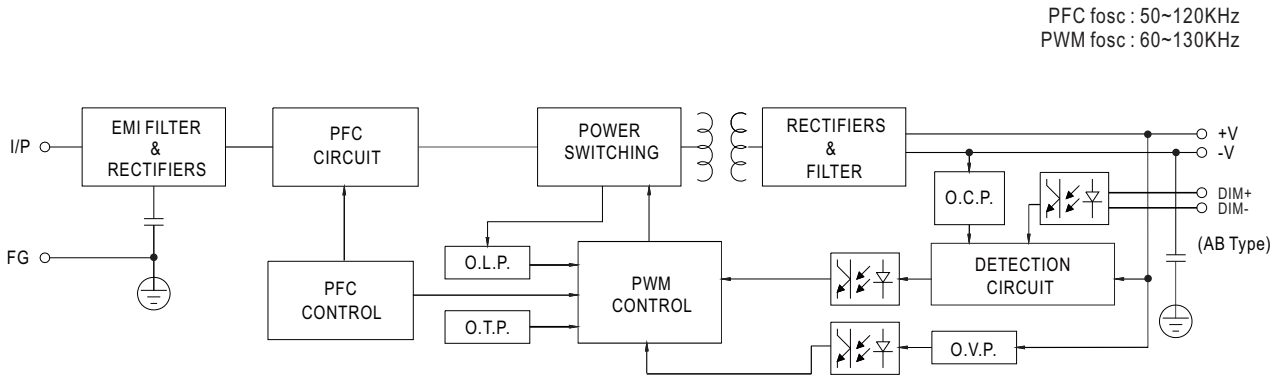 PFC fosc : 50~120KHz
PWM fosc : 60~130KHz
I/P
EMI FILTER
&
RECTIFIERS
PFC
CIRCUIT
POWER
SWITCHING
RECTIFIERS
&
FILTER
+V
-V
O.C.P.
DIM+
DIM-
(AB Type)
FG
O.L.P.
PFC
CONTROL
PWM
CONTROL
DETECTION
CIRCUIT
O.T.P.
O.V.P.